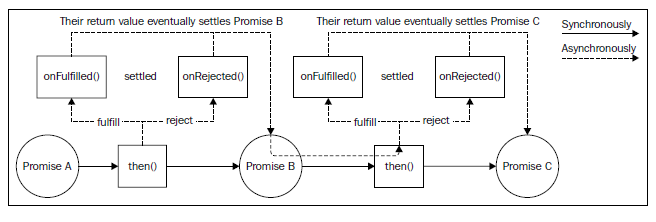 Their return value eventually settles Promise B
Their return value eventually settles Promise C
Synchronously
Asynchronously
onFulfilled()
settled
onRejected()
onFulfilled()
settled
onRejected()
fulfill
reject
fulfill
reject
Promise A
then()
Promise B
then()
Promise C